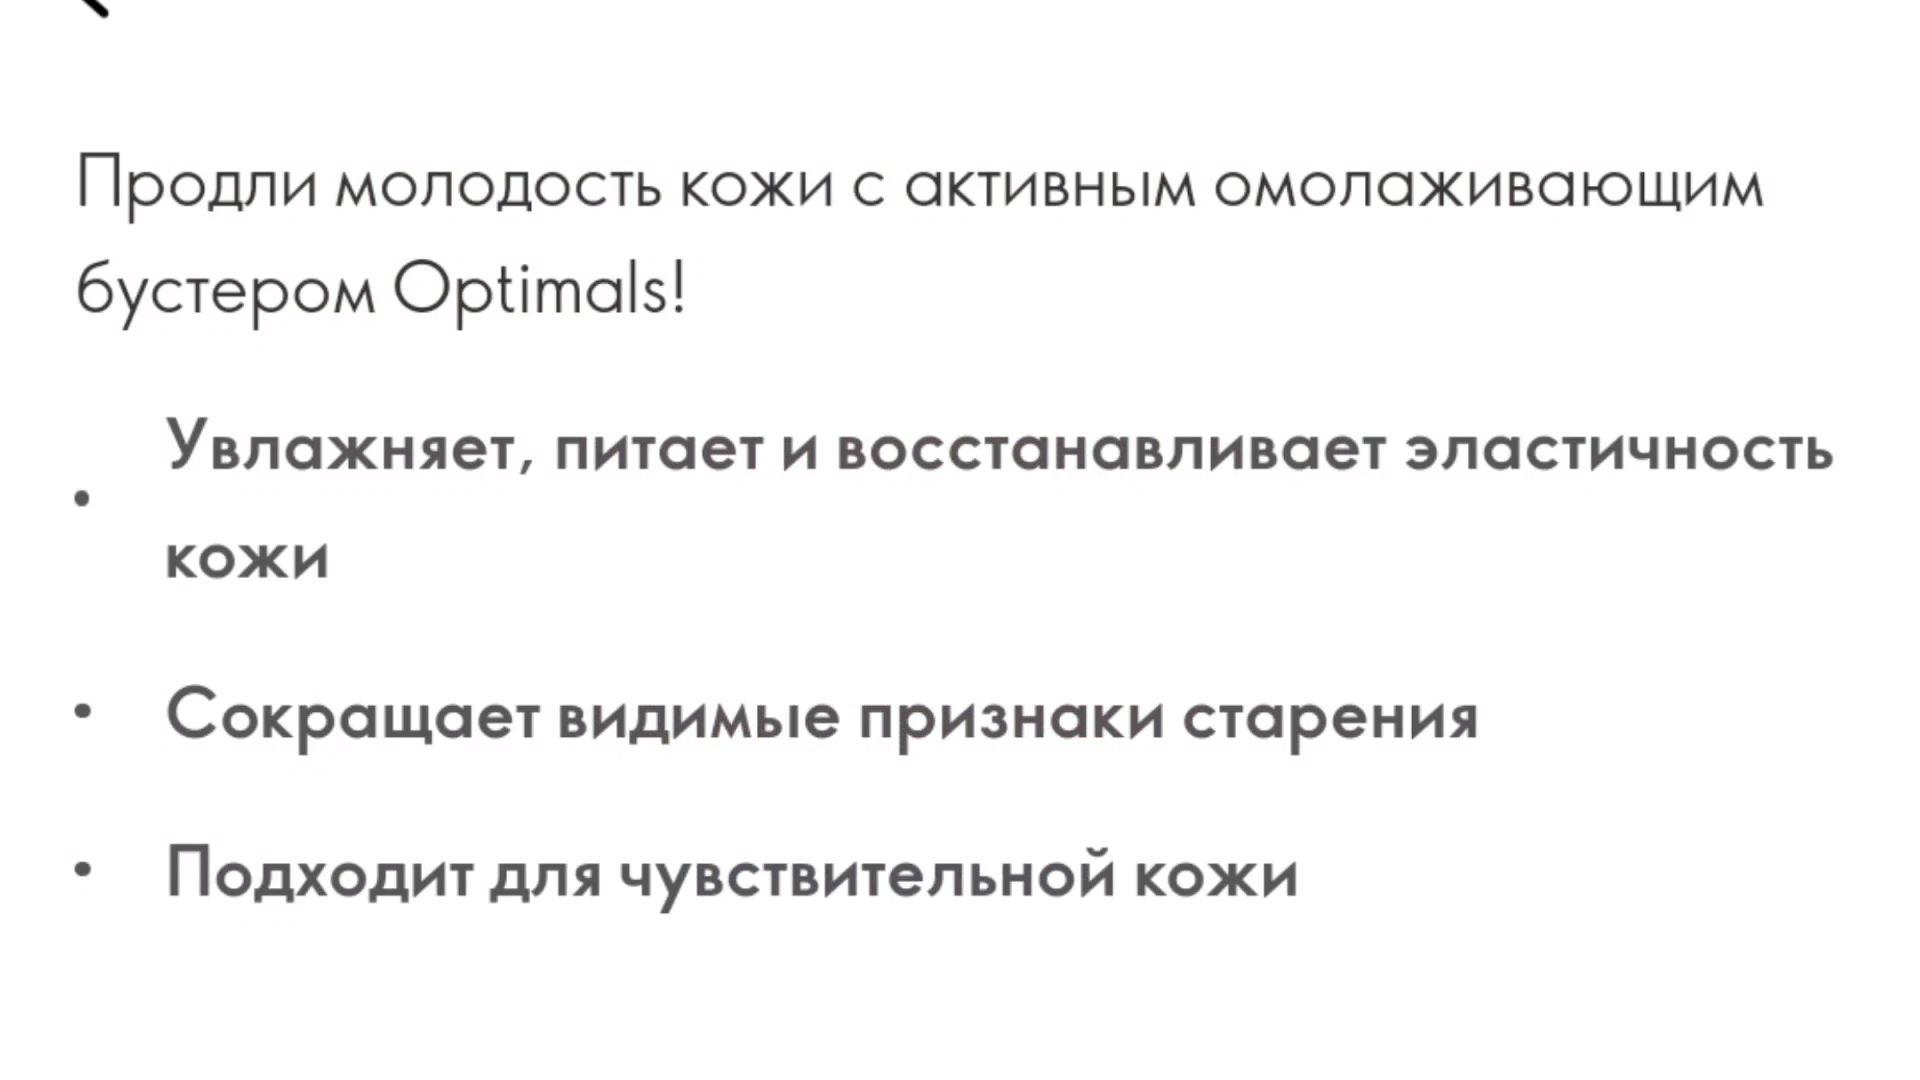 Продли молодость кожи с активным омолаживающим
бустером Optimals!
• Увлажняет, питает и восстанавливает эластичность
кожи
• Сокращает видимые признаки старения
• Подходит для чувствительной кожи